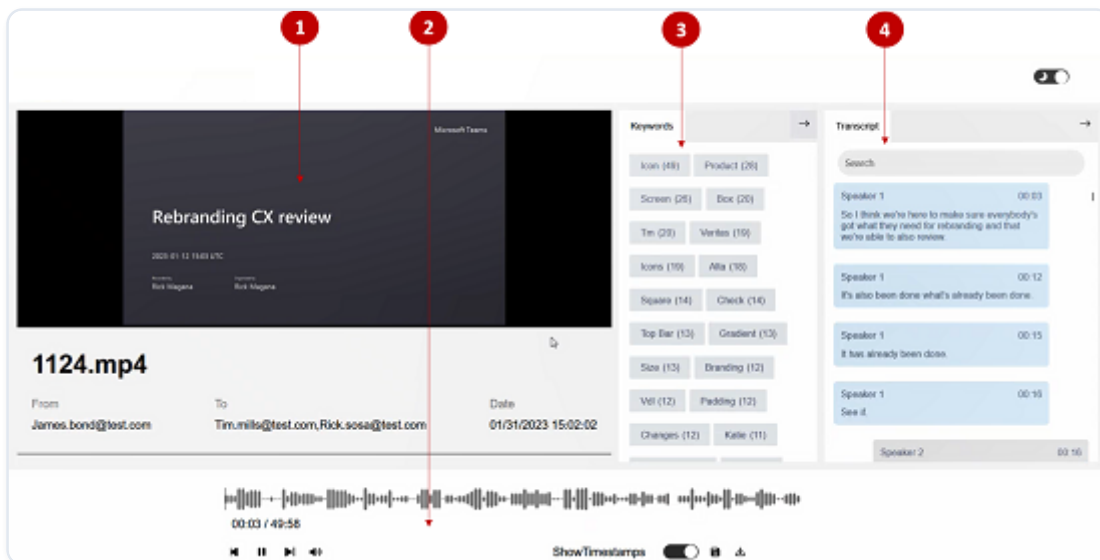 1
2
3
4
Microsoft Teams
Rebranding CX review
2023-01-12 15:03 UTC
Rick Magana
Rick Magana
1124.mp4
From
To
Date
James.bond@test.com
Tim.mills@test.com,Rick.sosa@test.com
01/31/2023 15:02:02
Keywords
Icon (48)
Product (28)
Screen (26)
Box (20)
Tm (20)
Veritas (19)
Icons (19)
Alta (18)
Square (14)
Check (14)
Top Bar (13)
Gradient (13)
Size (13)
Branding (12)
Padding (12)
Changes (12)
Katie (11)
Transcript
Search
Speaker 1
00:03
So I think we're here to make sure everybody's
got what they need for rebranding and that
we're able to also review.
Speaker 1
00:12
It's also been done what's already been done.
Speaker 1
00:15
It has already been done.
Speaker 1
00:16
See it.
Speaker 2
00:16
00:03 / 49:58
ShowTimestamps